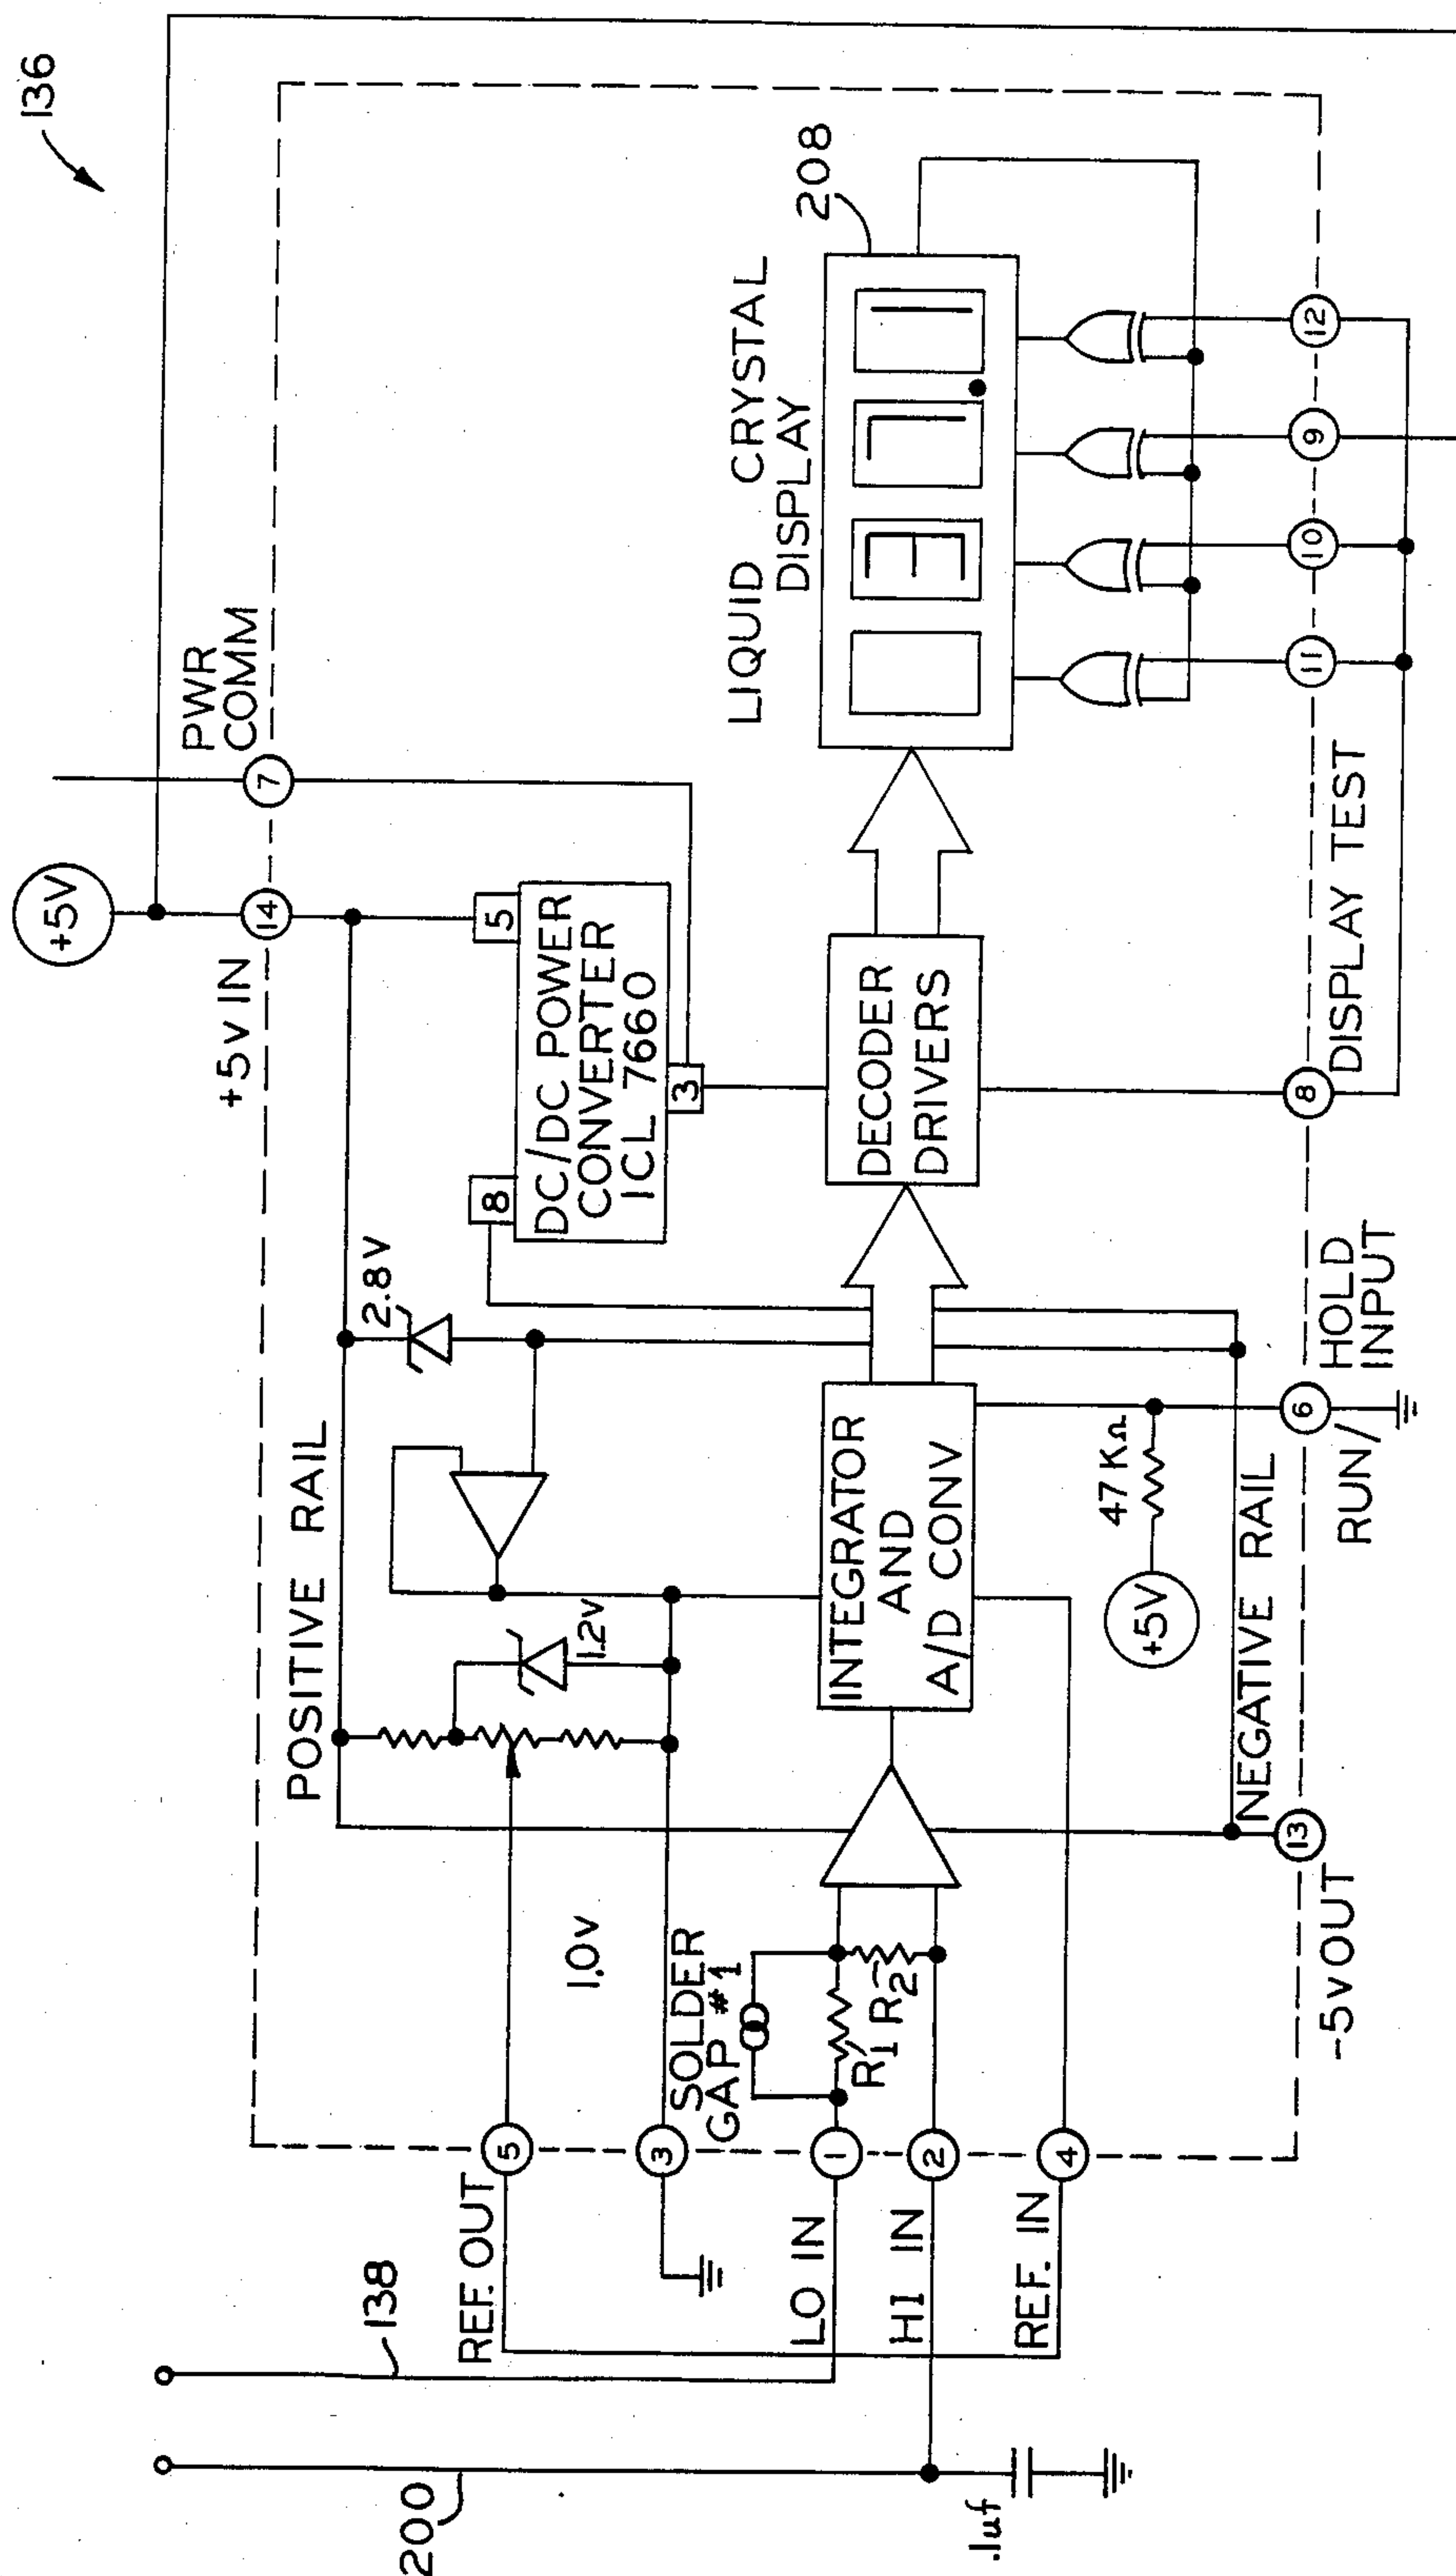 136
+5V
+5V IN
14
7
PWR
COMM
POSITIVE RAIL
2.8V
8
5
DC/DC POWER
CONVERTER
ICL 7660
3
5
REF. OUT
1.0V
1.2V
3
SOLDER
GAP #1
138
200
LO IN
1
R1
R2
HI IN
2
REF. IN
4
.1uf
INTEGRATOR
AND
A/D CONV
DECODER
DRIVERS
LIQUID CRYSTAL
DISPLAY
208
37.1
47KΩ
+5V
NEGATIVE RAIL
13
-5V OUT
6
RUN/
HOLD
INPUT
8
DISPLAY TEST
11
10
9
12